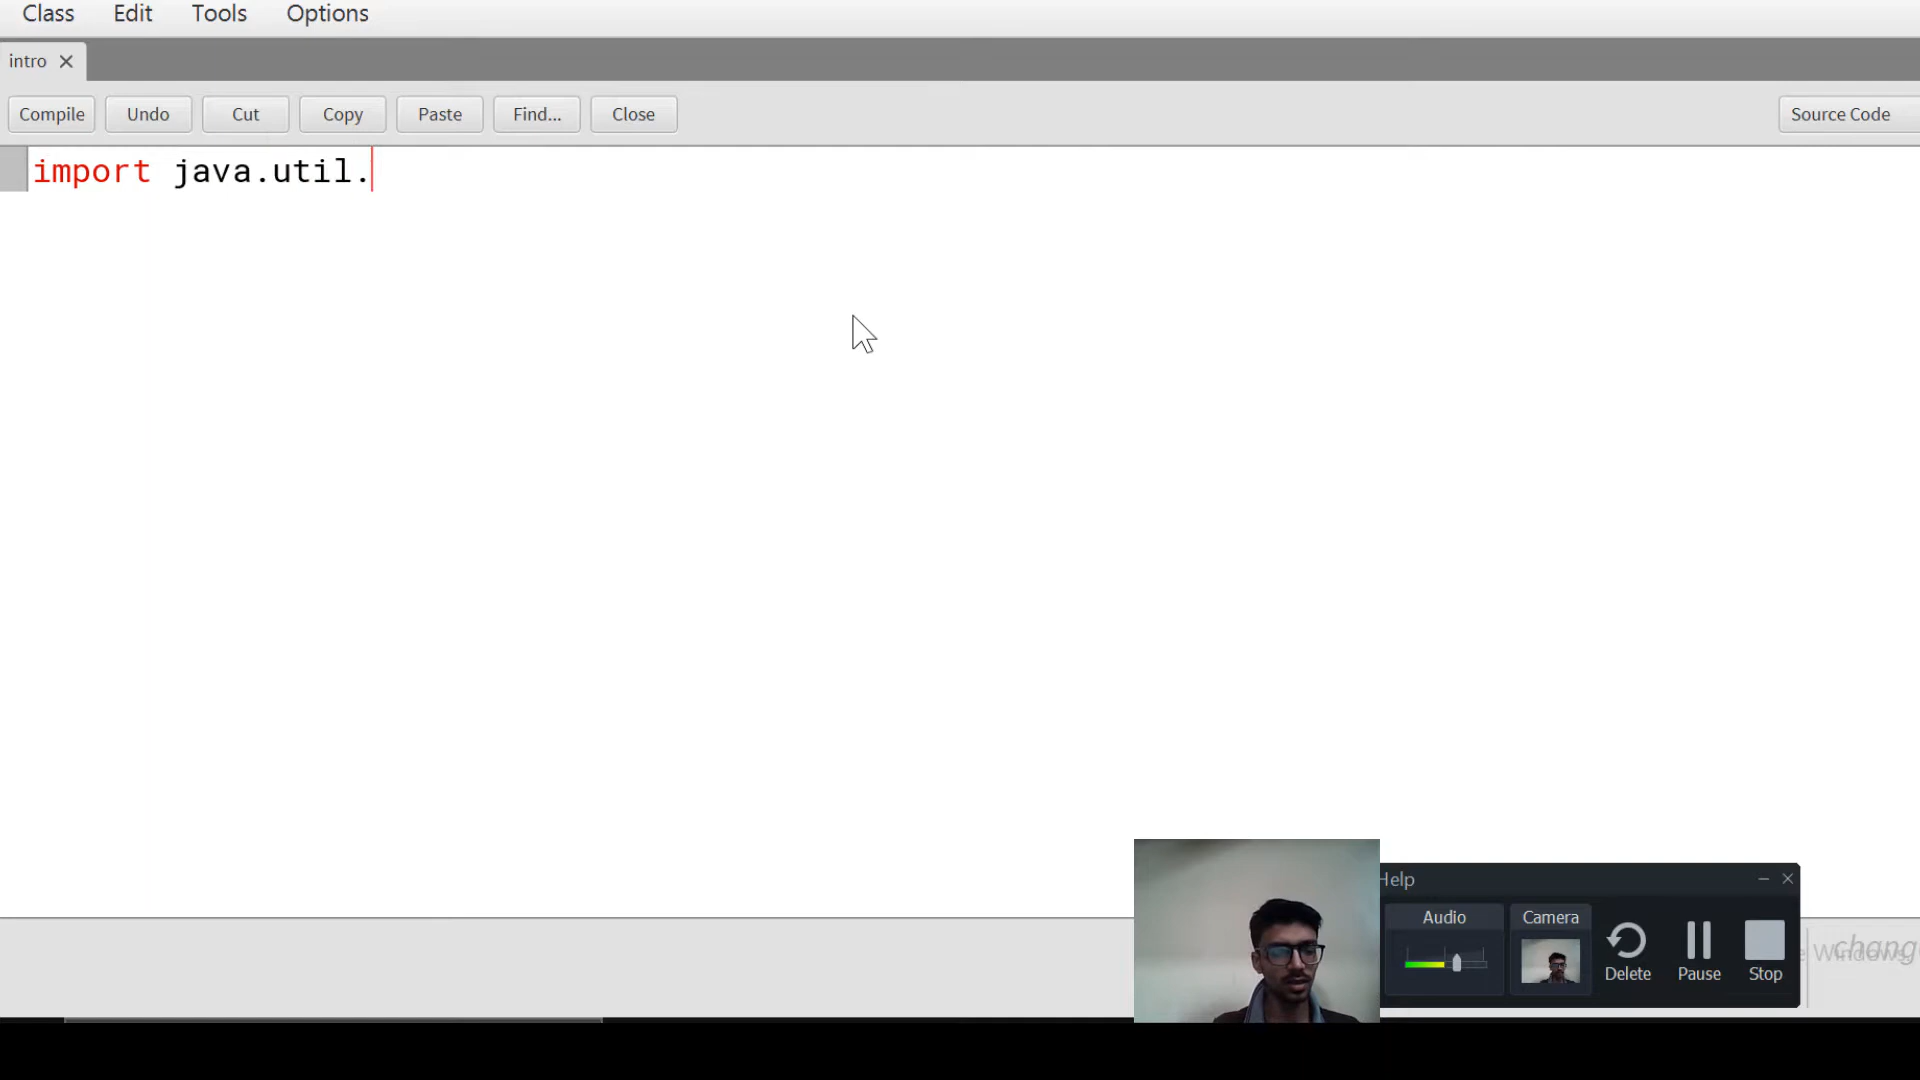 Class Edit Tools Options
intro
Compile Undo Cut Copy Paste Find... Close Source Code
import java.util.
Help
Audio Camera
Delete Pause Stop
Windows